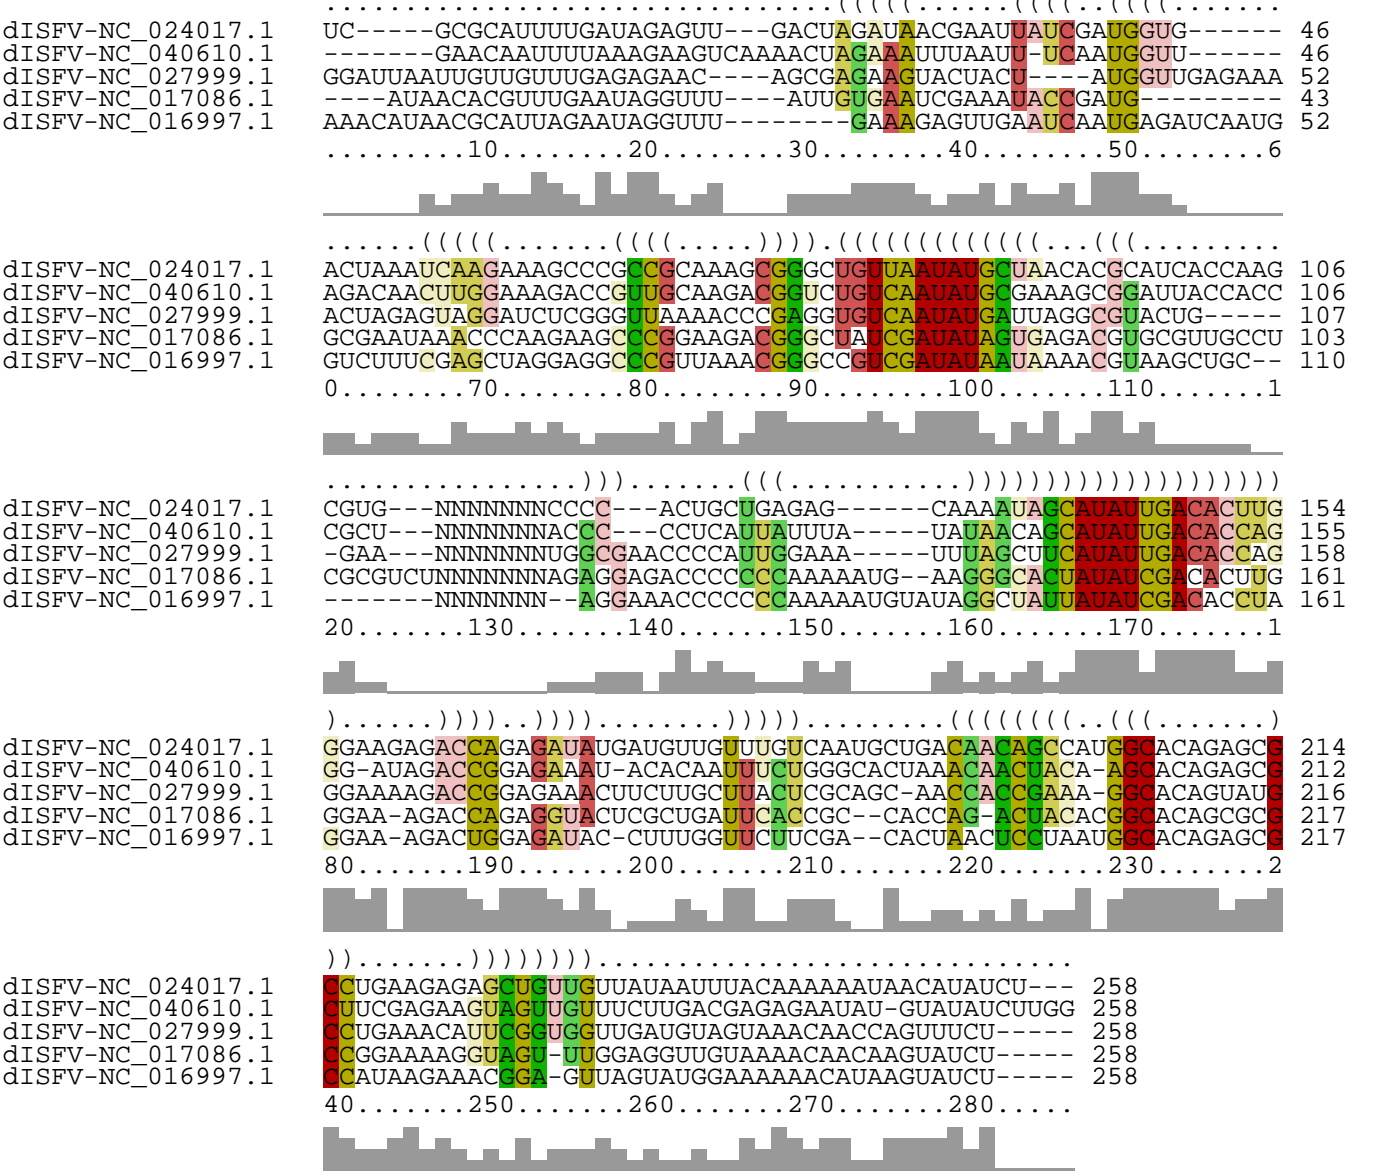 ................................(((((......((((..((((.......
dISFV-NC_024017.1 UC-----GCGCAUUUUGAUAGAGUU---GACUAGAUAACGAAUUAUCGAUGGUG------ 46
dISFV-NC_040610.1 -------GAACAAUUUUAAAGAAGUCAAAACUAGAAAUUUAAUU-UCAAUGGUU------ 46
dISFV-NC_027999.1 GGAUUAAUUGUUGUUUGAGAGAAC----AGCGAGAAGUACUACU----AUGGUUGAGAAA 52
dISFV-NC_017086.1 ----AUAACACGUUUGAAUAGGUUU----AUUGUGAAUCGAAAUACCGAUG--------- 43
dISFV-NC_016997.1 AAACAUAACGCAUUAGAAUAGGUUU--------GAAAGAGUUGAAUCAAUGAGAUCAAUG 52
.........10........20........30........40........50........6
......(((((.......((((.....)))).(((((((((((((...(((.........
dISFV-NC_024017.1 ACUAAAUCAAGAAAGCCCGCCGCAAAGCGGGCUGUUAAUAUGCUAACACGCAUCACCAAG 106
dISFV-NC_040610.1 AGACAACUUAGGAAAGACCGUUGCAAGACGGUCUGUCAAUAUGCGAAAGCGGAUUACCACC 106
dISFV-NC_027999.1 ACUAGAGUAGGAUCUCGGGUUAAAACCCGAGGUGUCAAUAUGAUUAGGCGUACUG----- 107
dISFV-NC_017086.1 GCGAAUAAACCCAAGAAGCCCGGAAGACGGGCUAUCGAUAUAGUGAGACGUGCGUUGCCU 103
dISFV-NC_016997.1 GUCUUUCGAGCUAGGAGGCCCGUUAAACGGGCCGUCGAUAUAAUAAAACGUAAGCUGC-- 110
0........70........80........90........100.......110.......1
................))).......(((...........))))))))))))))))))))
dISFV-NC_024017.1 CGUG---NNNNNNNCCCC---ACUGCUGAGAG------CAAAAUAGCAUAUUGACACUUG 154
dISFV-NC_040610.1 CGCU---NNNNNNNACC---CCUCAUUAUUUA-----UAUAACAGCAUAUUGACACCAG 155
dISFV-NC_027999.1 -GAA---NNNNNNNUGGCGAACCCCAUUGGAAA-----UUUAGCUUCAUAUUGACACCAG 158
dISFV-NC_017086.1 CGCGUCUNNNNNNNAGAGGAGACCCCCCCAAAAAUG--AAGGGCACUAUAUCGACACUUG 161
dISFV-NC_016997.1 -------NNNNNNN--AGGAAACCCCCCCAAAAAUGUAUAGGCUAUUAUAUCGACACCUA 161
20.......130.......140.......150.......160.......170.......1
).......))))..))))........))))).........((((((((..(((.......)
dISFV-NC_024017.1 GGAAGAGACCAGAGAUAUGAUGUUGUUUGUCAAUGCUGACAACAGCCAUGGCACAGAGCG 214
dISFV-NC_040610.1 GG-AUAGACCGGAGAAAU-ACACAAUUUCUGGGCACUAAACAACUACA-AGCACAGAGCG 212
dISFV-NC_027999.1 GGAAAAGACCGGAGAAACUUCUUGCUUACUCGCAGC-AACCACCGAAA-GGCACAGUAUG 216
dISFV-NC_017086.1 GGAA-AGACCAGAGGUACUCGCUGAUUCACCGC--CACCAG-ACUACACGGCACAGCGCG 217
dISFV-NC_016997.1 GGAA-AGACUGGAGAUAC-CUUUGGUUCUUCGA--CACUAACUCCUAAUGGCACAGAGCG 217
80.......190.......200.......210.......220.......230.......2
)).......))))))))..............................
dISFV-NC_024017.1 CCUGAAGAGAGCUGUUGUUAUAAUUUACAAAAAAUAACAUAUCU--- 258
dISFV-NC_040610.1 CUUCGAGAAGUAGUUGUUUCUUGACGAGAGAAUAU-GUAUAUCUUGG 258
dISFV-NC_027999.1 CCUGAAACAUUCGGUGGUUGAUGUAGUAAACAACCAGUUUCU----- 258
dISFV-NC_017086.1 CCGGAAAAGGUAGU-UUGGAGGUUGUAAAACAACAAGUAUCU----- 258
dISFV-NC_016997.1 CCAUAAGAAACGGA-GUUAGUAUGGAAAAAACAUAAGUAUCU----- 258
40.......250.......260.......270.......280.....